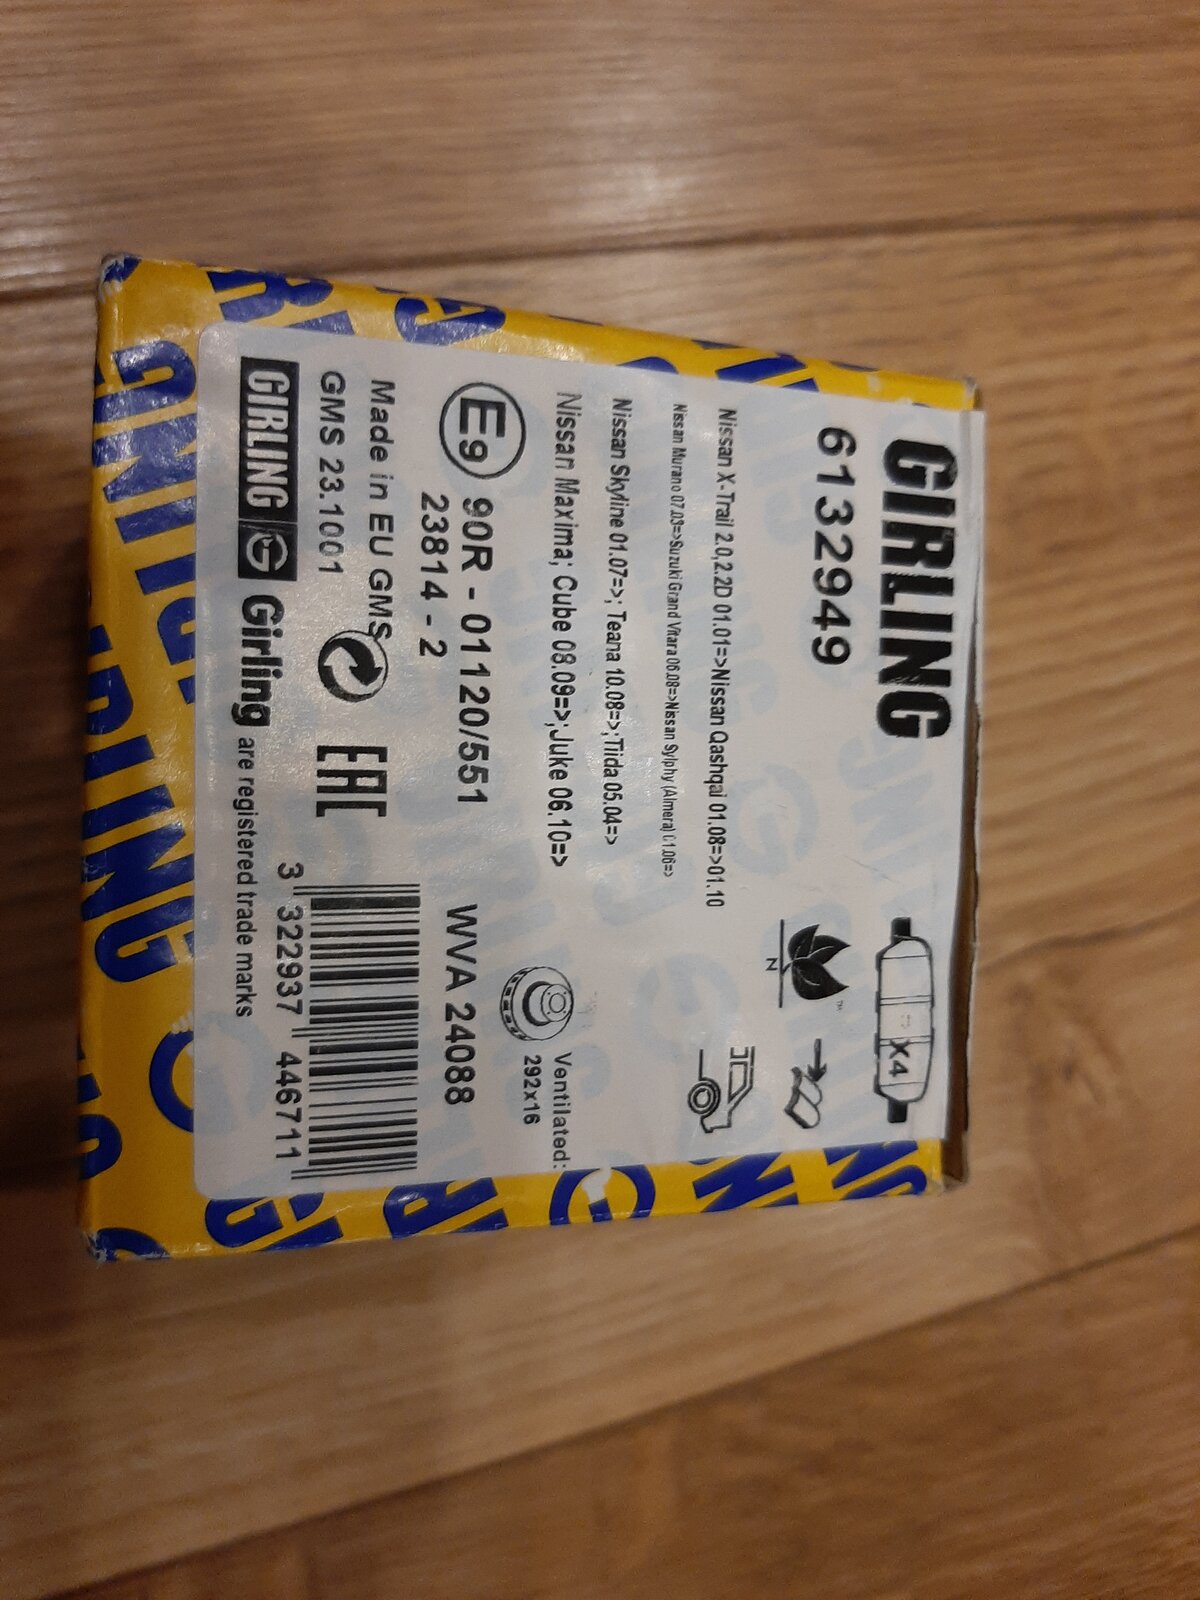 GIRLING
6132949
X4
Nissan X-Trail 2.0,2.2D 01.01=>Nissan Qashqai 01.08=>01.10
Nissan Murano 07.03=>Suzuki Grand Vitara 06.08=>Nissan Sylphy (Almera) 01.06=>
Nissan Skyline 01.07=>; Teana 10.08=>;Tiida 05.04=>
Nissan Maxima; Cube 08.09=>;Juke 06.10=>
N
TM
Ventilated:
292x16
E9 90R - 01120/551
23814 - 2
WVA 24088
Made in EU GMS
GMS 23.1001
EAC
3 322937 446711
GIRLING G Girling are registered trade marks